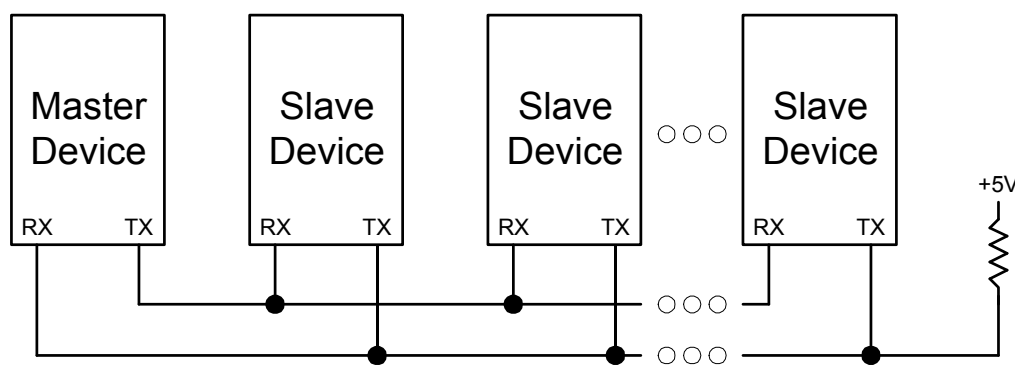 Master
Device
Slave
Device
Slave
Device
Slave
Device
+5V
RX TX
RX TX
RX TX
RX TX